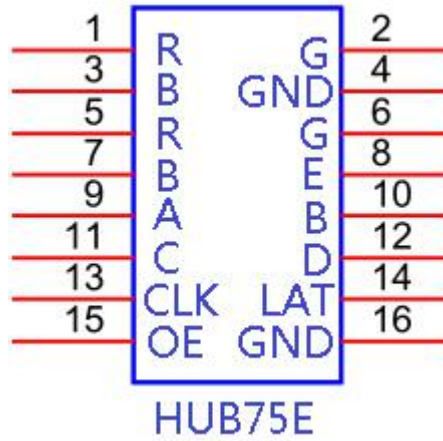 1 R G 2
3 B GND 4
5 R G 6
7 B E 8
9 A B 10
11 C D 12
13 CLK LAT 14
15 OE GND 16
HUB75E